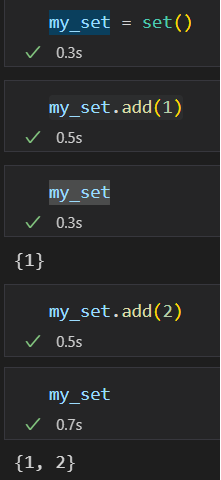 my_set = set()
0.3s
my_set.add(1)
0.5s
my_set
0.3s
{1}
my_set.add(2)
0.5s
my_set
0.7s
{1, 2}